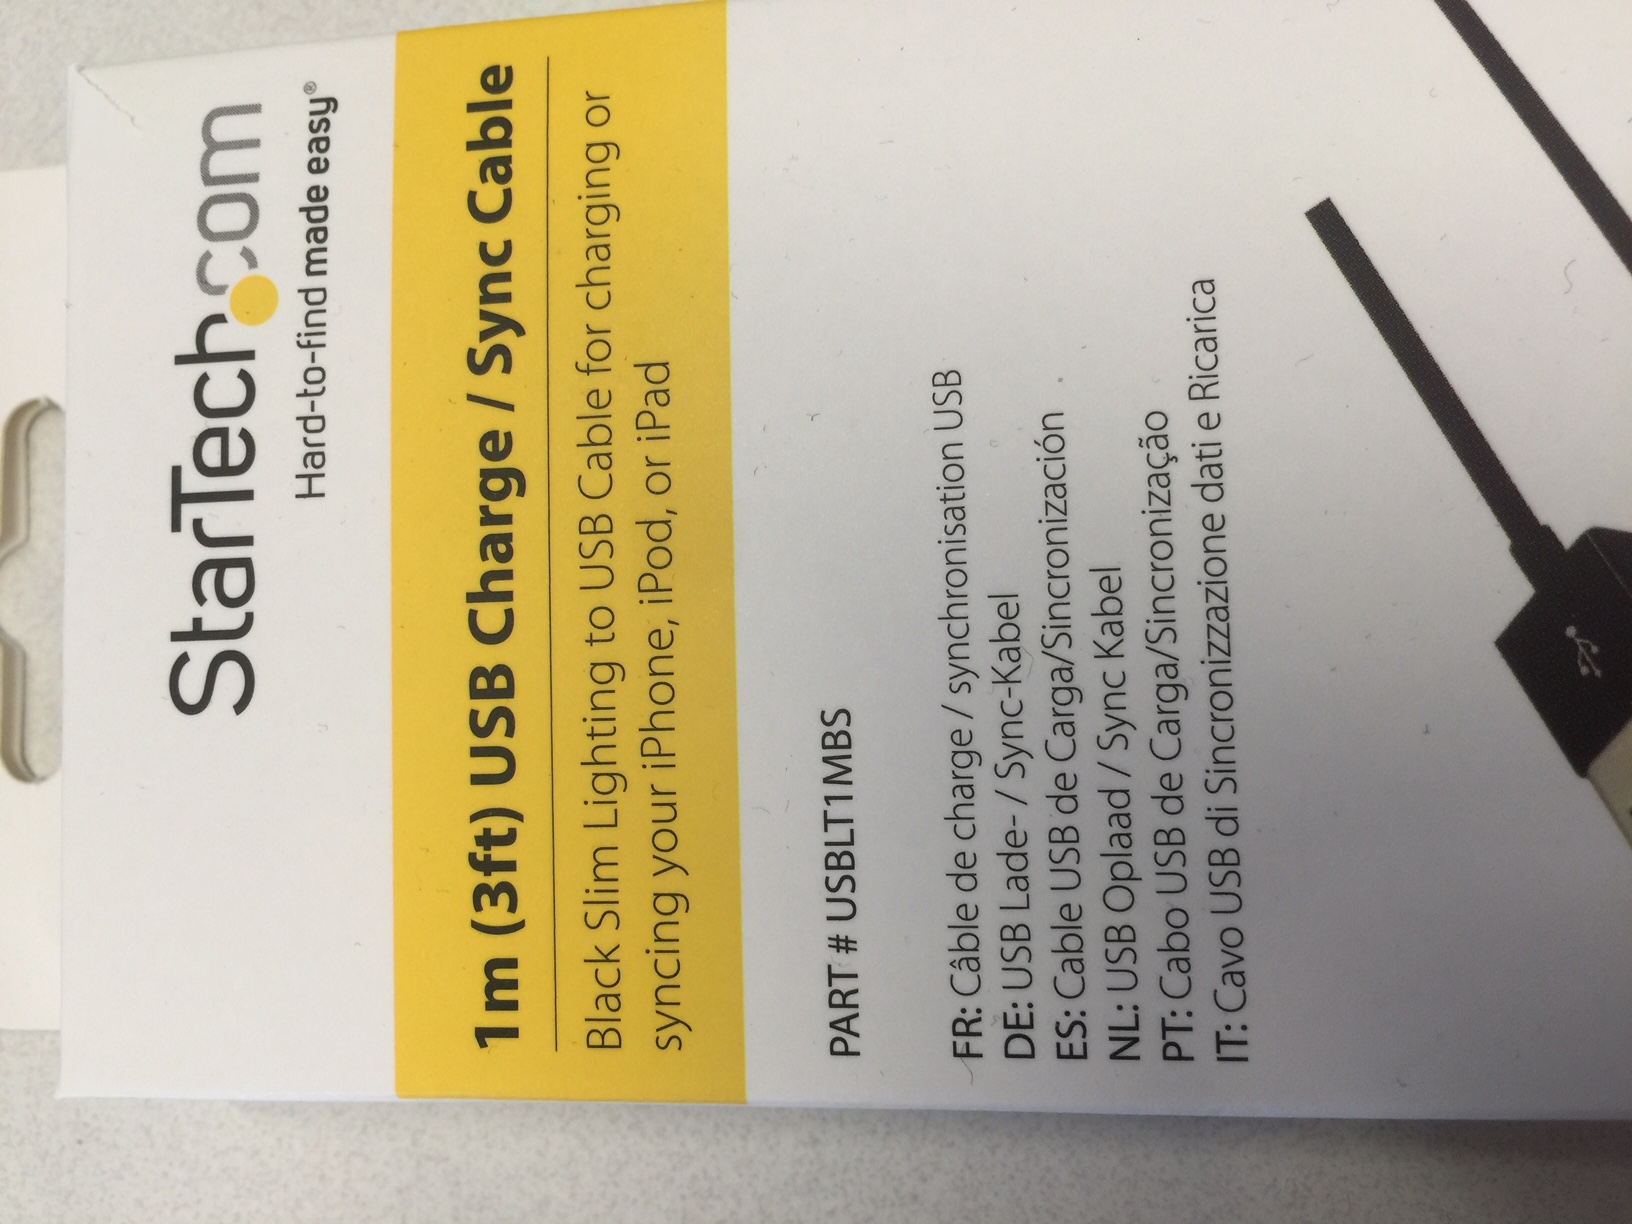 StarTech.com
Hard-to-find made easy®
1m (3ft) USB Charge / Sync Cable
Black Slim Lighting to USB Cable for charging or
syncing your iPhone, iPod, or iPad
PART # USBLT1MBS
FR: Câble de charge / synchronisation USB
DE: USB Lade- / Sync-Kabel
ES: Cable USB de Carga/Sincronización
NL: USB Oplaad / Sync Kabel
PT: Cabo USB de Carga/Sincronização
IT: Cavo USB di Sincronizzazione dati e Ricarica